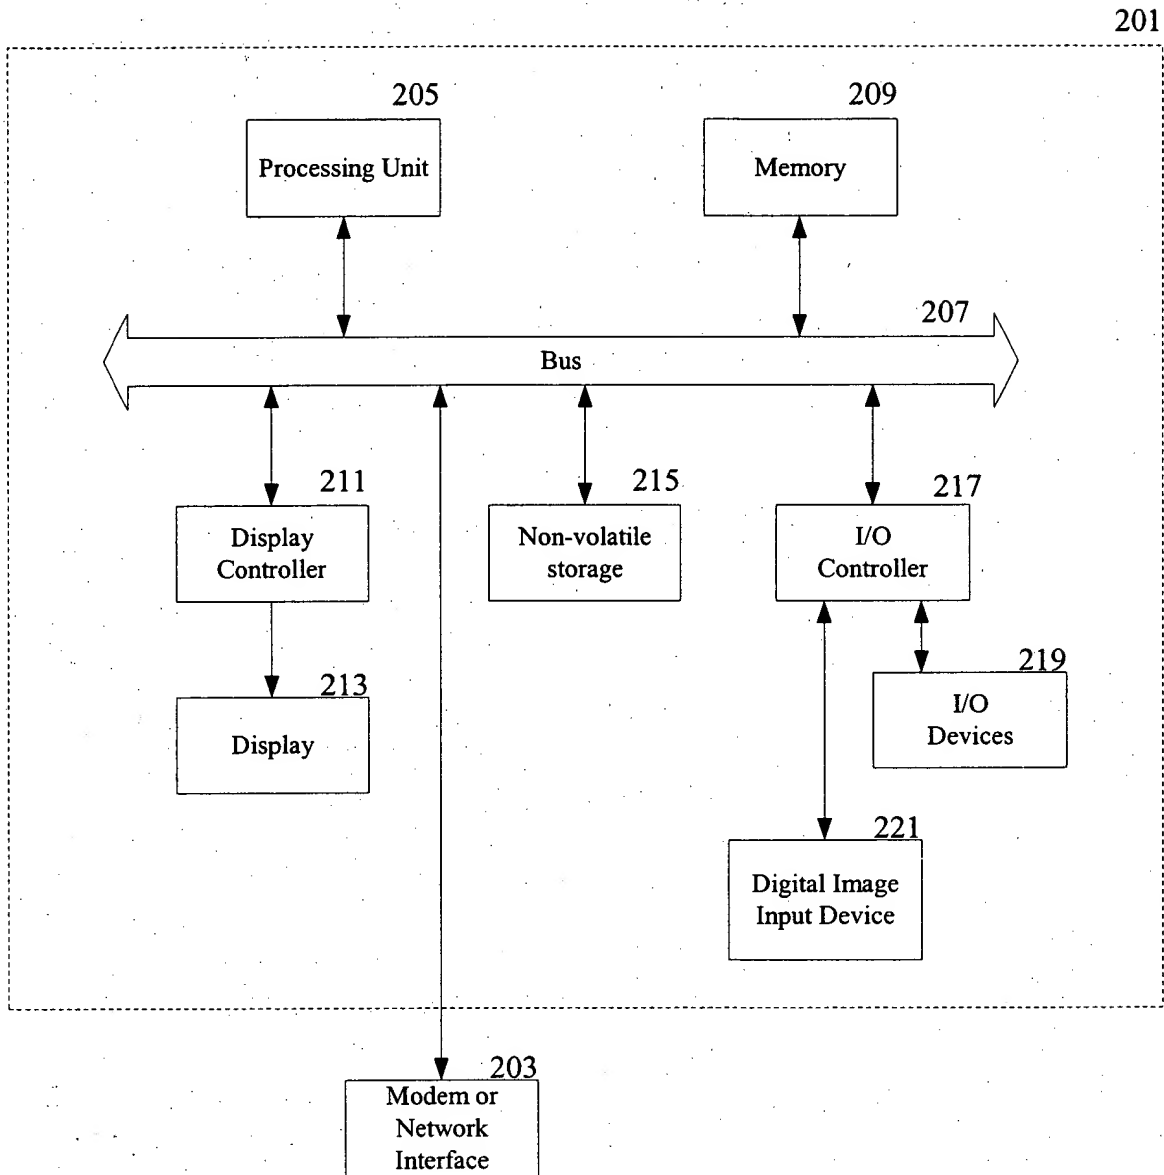 201
205
209
Processing Unit
Memory
207
Bus
211
215
217
Display
Controller
Non-volatile
storage
I/O
Controller
213
219
Display
I/O
Devices
221
Digital Image
Input Device
203
Modem or
Network
Interface